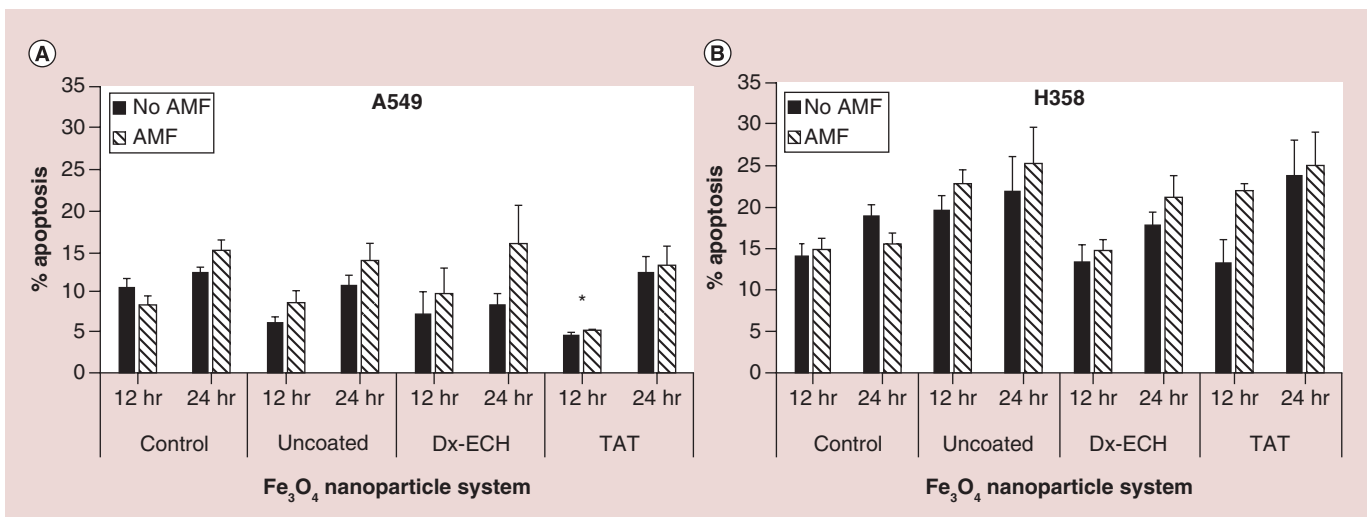 A
A549
No AMF
AMF
% apoptosis
35
30
25
20
15
10
5
0
12 hr 24 hr 12 hr 24 hr 12 hr 24 hr 12 hr 24 hr
*
Control Uncoated Dx-ECH TAT
Fe₃O₄ nanoparticle system
B
H358
No AMF
AMF
% apoptosis
35
30
25
20
15
10
5
0
12 hr 24 hr 12 hr 24 hr 12 hr 24 hr 12 hr 24 hr
Control Uncoated Dx-ECH TAT
Fe₃O₄ nanoparticle system